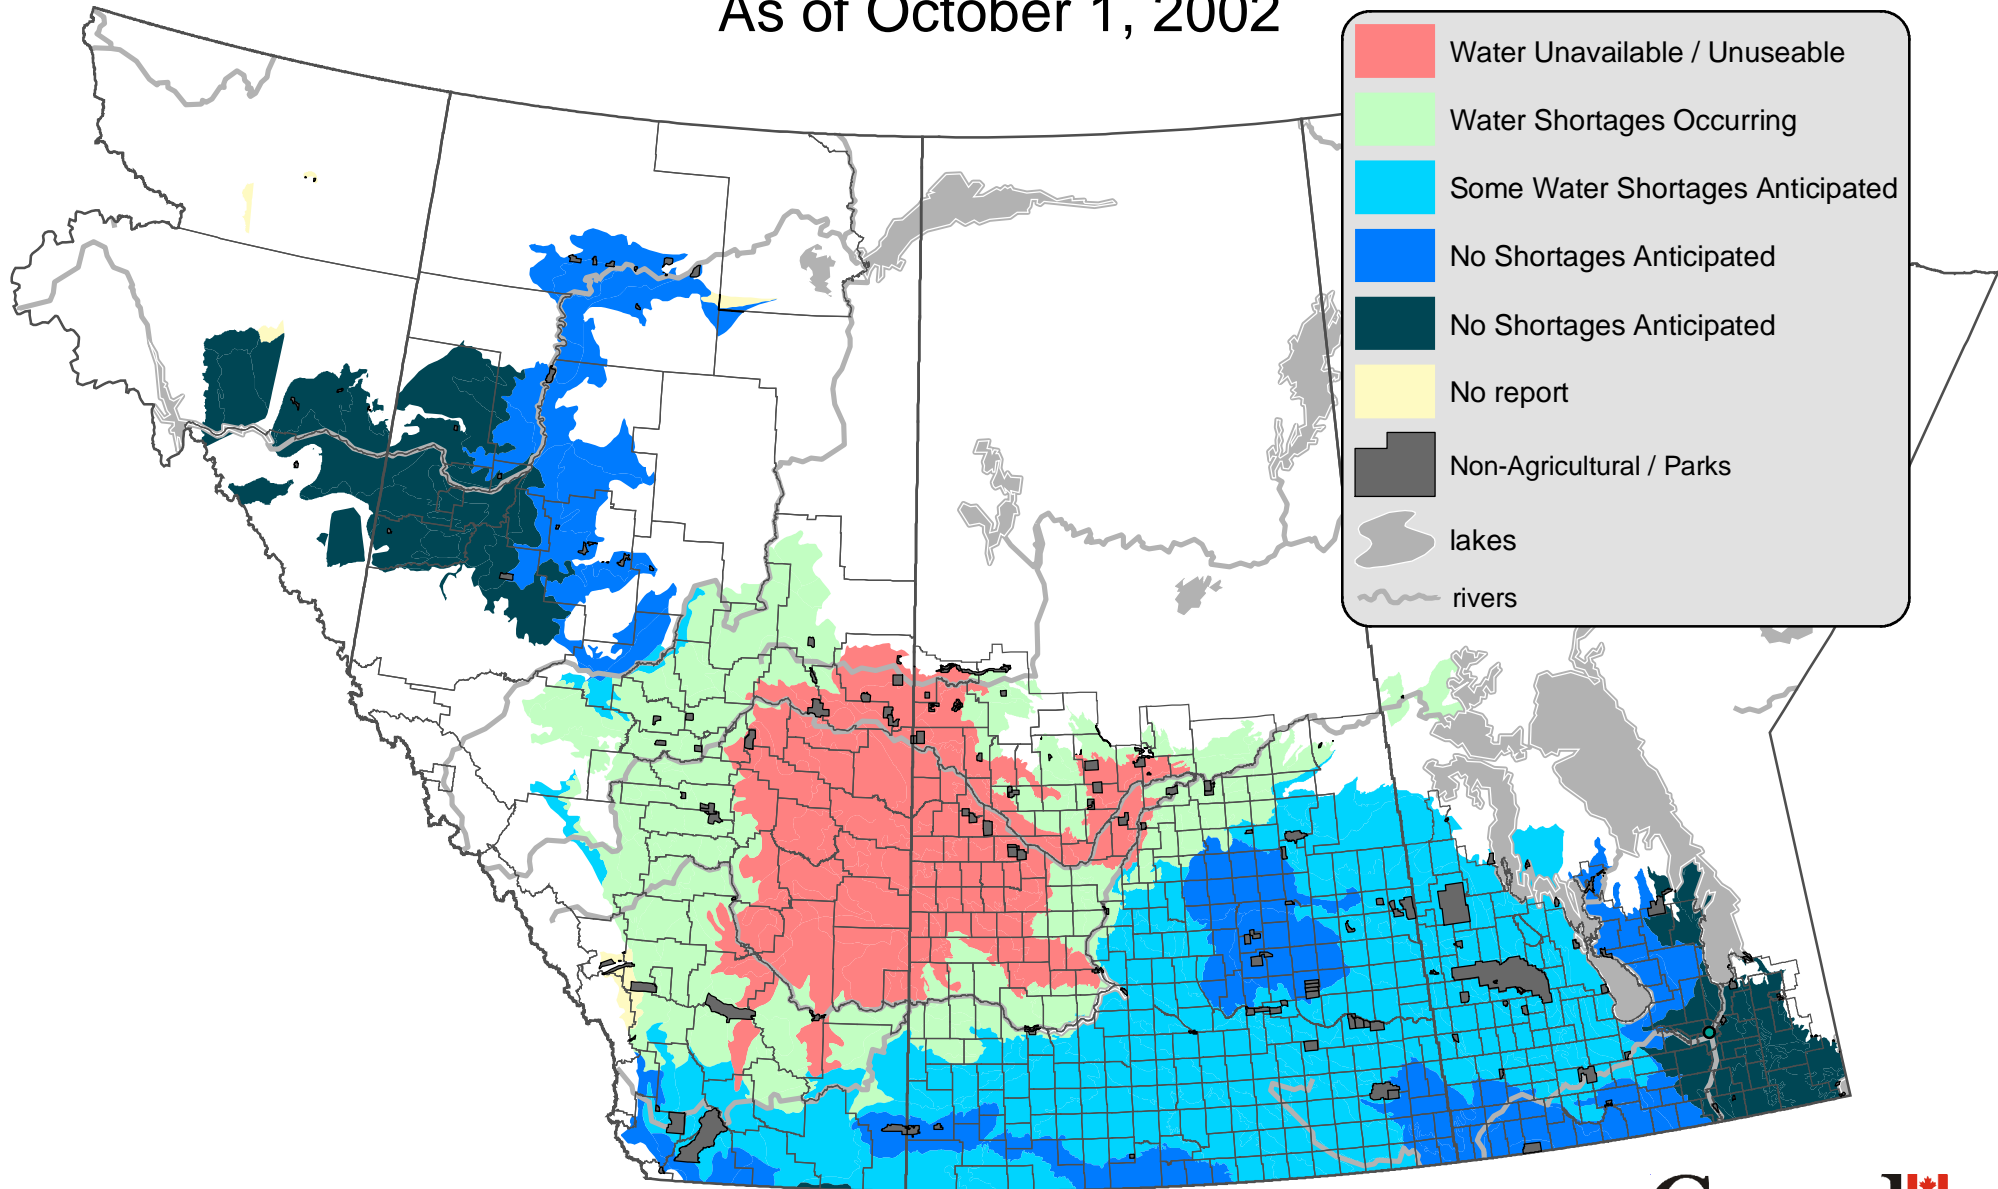 As of October 1, 2002
Water Unavailable / Unuseable
Water Shortages Occurring
Some Water Shortages Anticipated
No Shortages Anticipated
No Shortages Anticipated
No report
Non-Agricultural / Parks
lakes
rivers